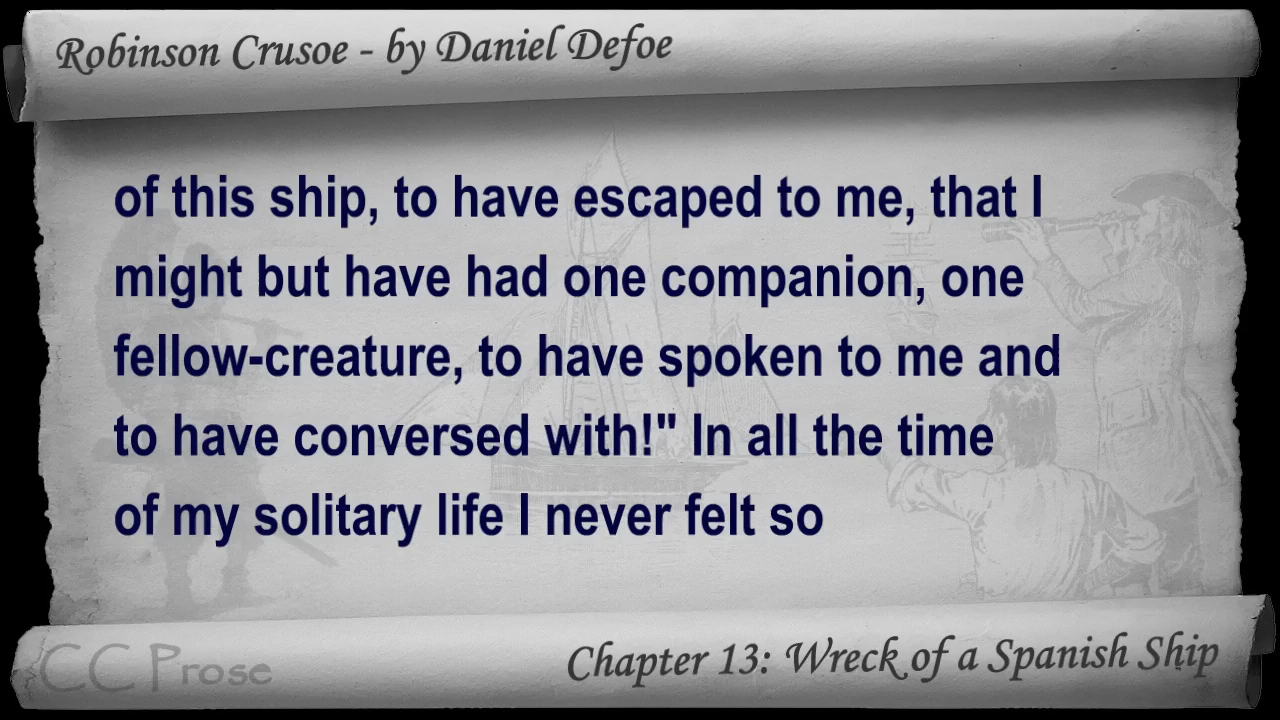 Robinson Crusoe - by Daniel Defoe
of this ship, to have escaped to me, that I
might but have had one companion, one
fellow-creature, to have spoken to me and
to have conversed with!" In all the time
of my solitary life I never felt so
CC Prose
Chapter 13: Wreck of a Spanish Ship